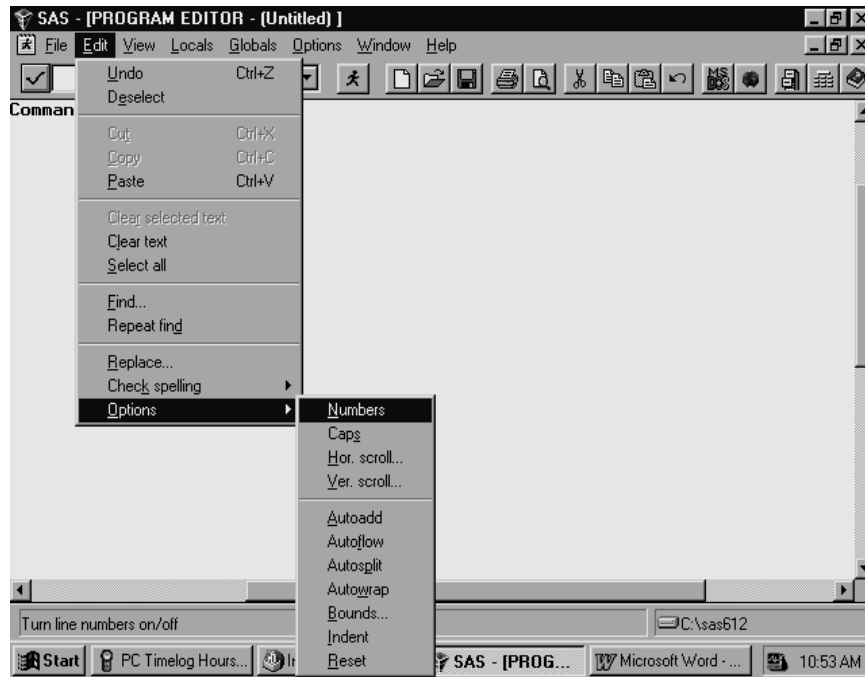 SAS - [PROGRAM EDITOR - (Untitled) ]
File Edit View Locals Globals Options Window Help
Comman
Undo Ctrl+Z
Deselect
Cut Ctrl+X
Copy Ctrl+C
Paste Ctrl+V
Clear selected text
Clear text
Select all
Find...
Repeat find
Replace...
Check spelling
Options
Numbers
Caps
Hor. scroll...
Ver. scroll...
Autoadd
Autoflow
Autosplit
Autowrap
Bounds...
Indent
Reset
MS DOS
Turn line numbers on/off
C:\sas612
Start
PC Timelog Hours...
SAS - [PROG...
Microsoft Word - ...
10:53 AM